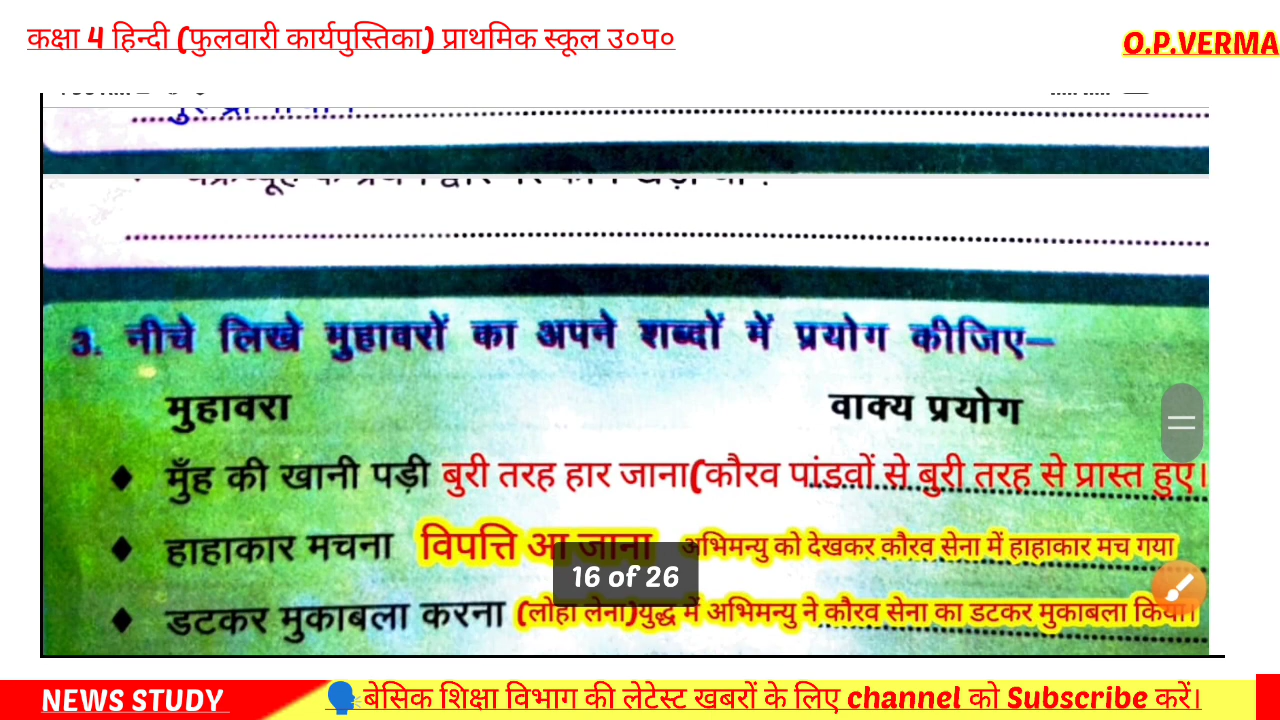 कक्षा 4 हिन्दी (फुलवारी कार्यपुस्तिका) प्राथमिक स्कूल उ०प०
O.P.VERMA
3. नीचे लिखे मुहावरों का अपने शब्दों में प्रयोग कीजिए–
मुहावरा वाक्य प्रयोग
♦ मुँह की खानी पड़ी बुरी तरह हार जाना(कौरव पांडवों से बुरी तरह से प्रास्त हुए।
♦ हाहाकार मचना विपत्ति आ जाना अभिमन्यु को देखकर कौरव सेना में हाहाकार मच गया
16 of 26
♦ डटकर मुकाबला करना (लोहा लेना)युद्ध में अभिमन्यु ने कौरव सेना का डटकर मुकाबला किया।
NEWS STUDY
🗣️बेसिक शिक्षा विभाग की लेटेस्ट खबरों के लिए channel को Subscribe करें।